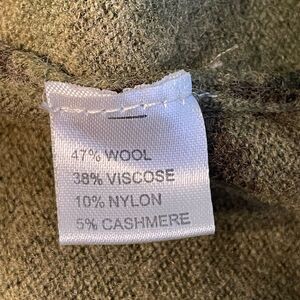 47% WOOL
38% VISCOSE
10% NYLON
5% CASHMERE